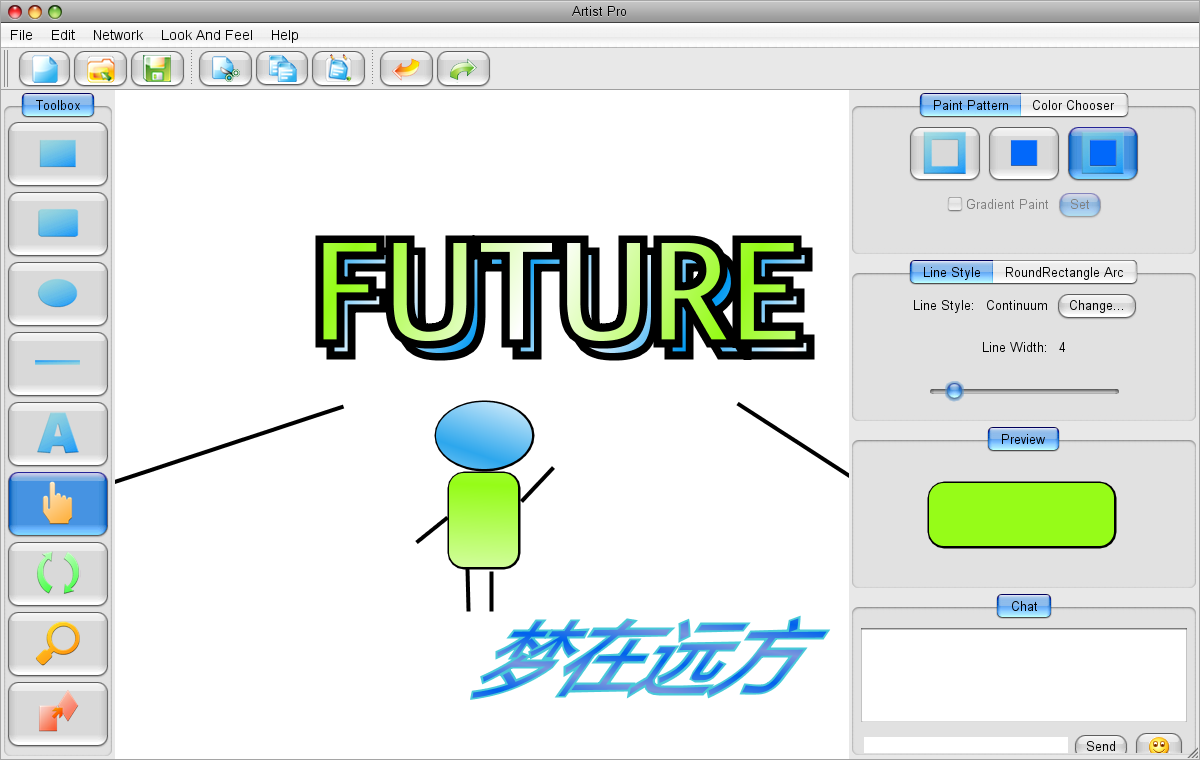 Artist Pro
File Edit Network Look And Feel Help
Toolbox
A
FUTURE
梦在远方
Paint Pattern Color Chooser
Gradient Paint Set
Line Style RoundRectangle Arc
Line Style: Continuum Change...
Line Width: 4
Preview
Chat
Send